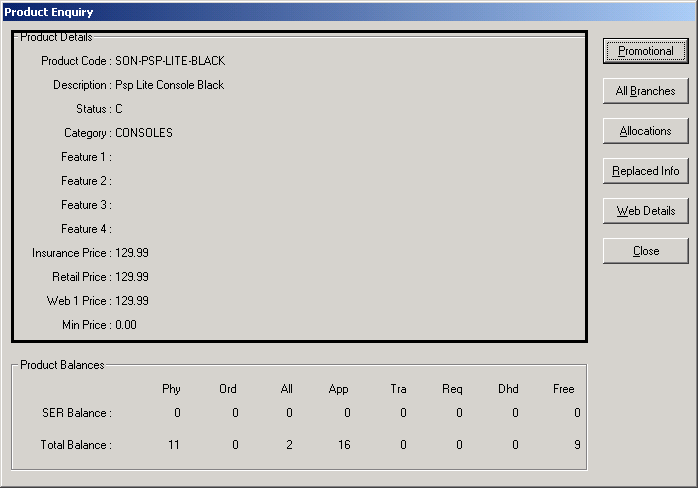 Product Enquiry
Product Details
Product Code : SON-PSP-LITE-BLACK
Description : Psp Lite Console Black
Status : C
Category : CONSOLES
Feature 1 :
Feature 2 :
Feature 3 :
Feature 4 :
Insurance Price : 129.99
Retail Price : 129.99
Web 1 Price : 129.99
Min Price : 0.00
Promotional
All Branches
Allocations
Replaced Info
Web Details
Close
Product Balances
Phy Ord All App Tra Req Dhd Free
SER Balance : 0 0 0 0 0 0 0 0
Total Balance : 11 0 2 16 0 0 0 9